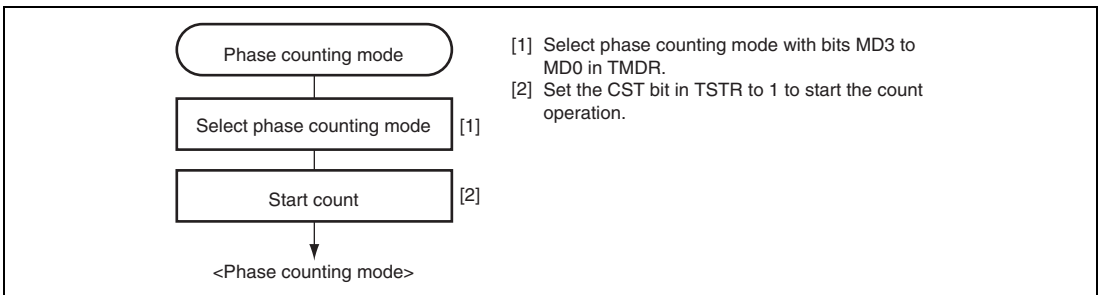 Phase counting mode
Select phase counting mode [1]
Start count [2]
<Phase counting mode>
[1] Select phase counting mode with bits MD3 to
MD0 in TMDR.
[2] Set the CST bit in TSTR to 1 to start the count
operation.